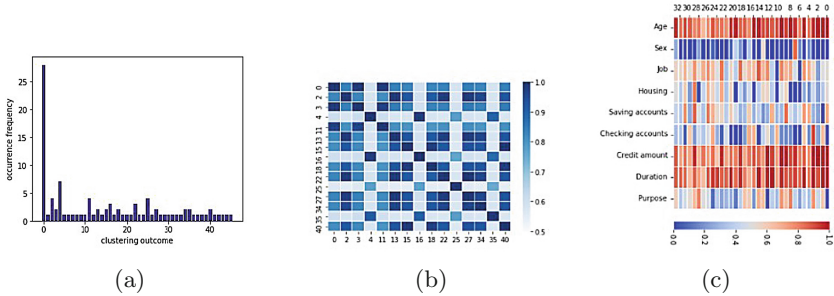 25
20
15
10
5
0
occurrence frequency
0 10 20 30 40
clustering outcome
(a)
0 2 3 4 11 13 15 16 18 22 25 27 34 35 40
0 2 3 4 11 13 15 16 18 22 25 27 34 35 40
1.0
0.9
0.8
0.7
0.6
0.5
(b)
32 30 28 26 24 22 20 18 16 14 12 10 8 6 4 2 0
Age
Sex
Job
Housing
Saving accounts
Checking accounts
Credit amount
Duration
Purpose
0.0 0.2 0.4 0.6 0.8 1.0
(c)